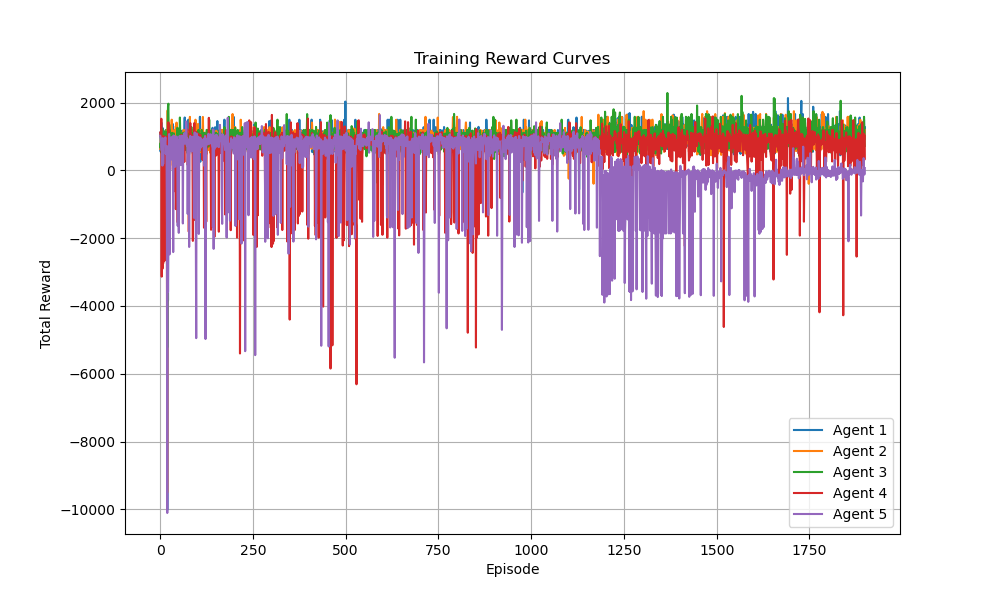 Training Reward Curves
Total Reward
2000
0
−2000
−4000
−6000
−8000
−10000
0 250 500 750 1000 1250 1500 1750
Episode
Agent 1
Agent 2
Agent 3
Agent 4
Agent 5